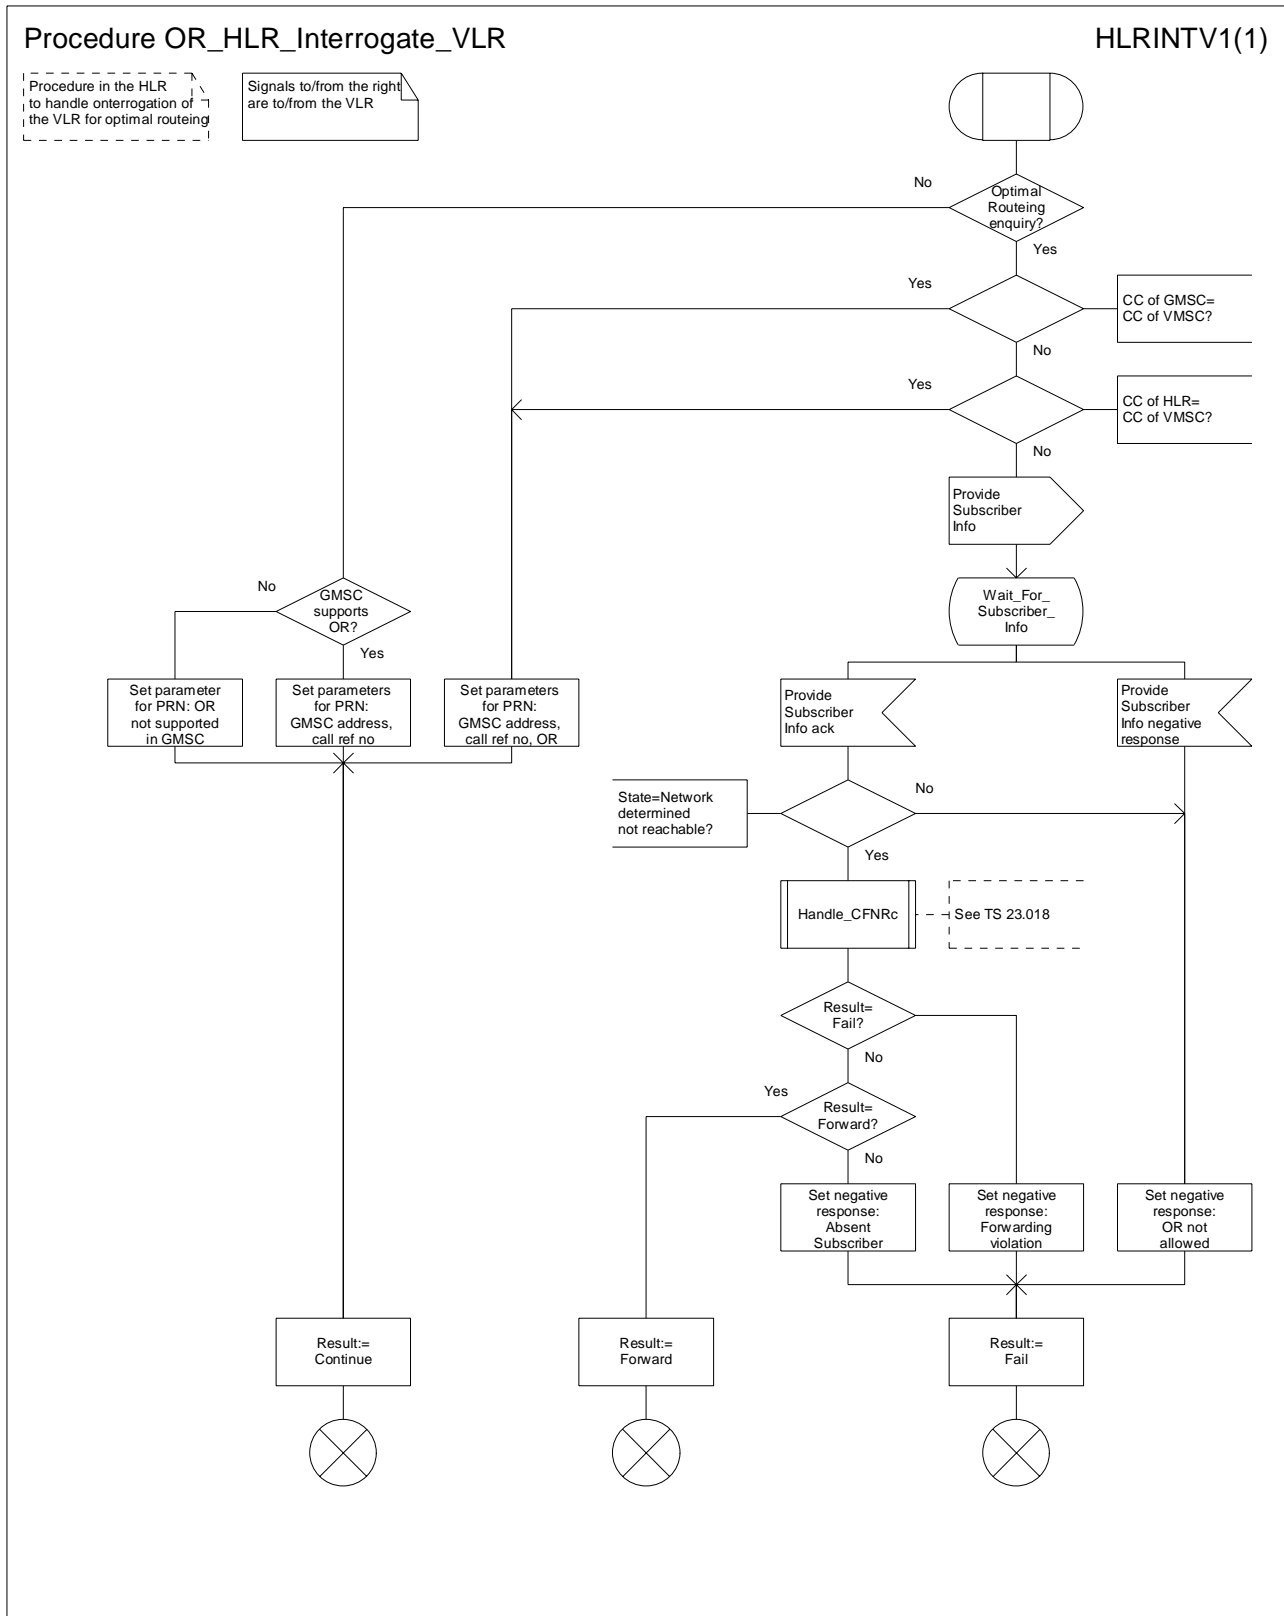 Procedure OR_HLR_Interrogate_VLR
HLRINTV1(1)
Procedure in the HLR
to handle onterrogation of
the VLR for optimal routeing
Signals to/from the right
are to/from the VLR
No
Optimal
Routeing
enquiry?
Yes
Yes
CC of GMSC=
CC of VMSC?
No
Yes
CC of HLR=
CC of VMSC?
No
Provide
Subscriber
Info
No
GMSC
supports
OR?
Yes
Wait_For_
Subscriber_
Info
Set parameter
for PRN: OR
not supported
in GMSC
Set parameters
for PRN:
GMSC address,
call ref no
Set parameters
for PRN:
GMSC address,
call ref no, OR
Provide
Subscriber
Info ack
Provide
Subscriber
Info negative
response
State=Network
determined
not reachable?
No
Yes
Handle_CFNRc
See TS 23.018
Result=
Fail?
No
Yes
Result=
Forward?
No
Set negative
response:
Absent
Subscriber
Set negative
response:
Forwarding
violation
Set negative
response:
OR not
allowed
Result:=
Continue
Result:=
Forward
Result:=
Fail